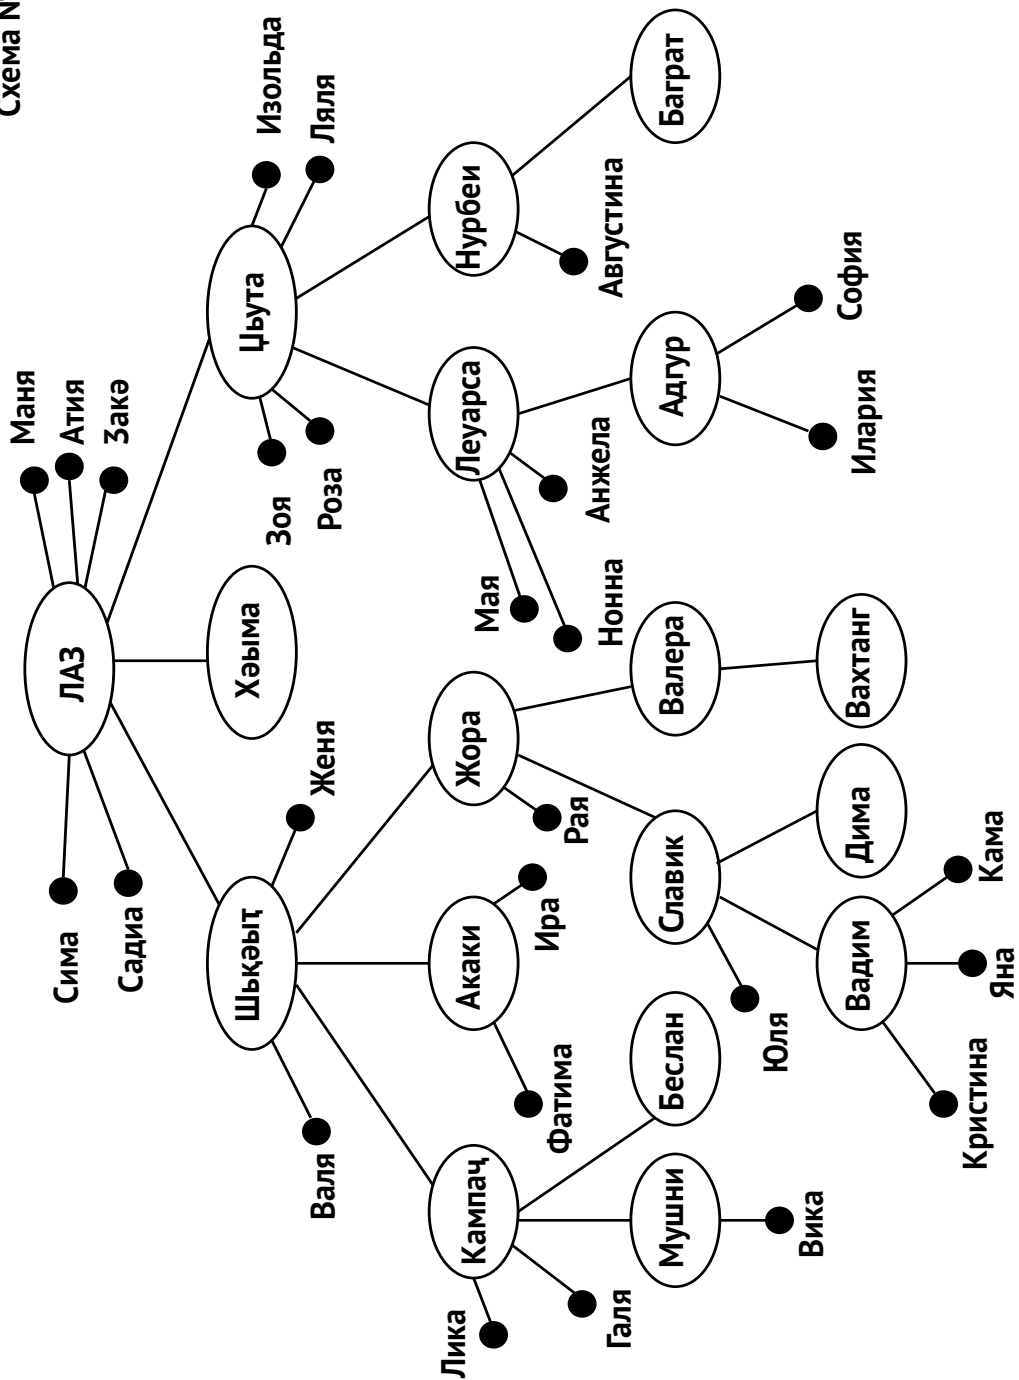 Схема N
ЛАЗ
Сима
Садиа
Маня
Атия
Закә
Шьқәыҭ
Хәыма
Џьута
Валя
Женя
Зоя
Роза
Изольда
Ляля
Кампаҷ
Акаки
Жора
Леуарса
Нурбеи
Лика
Галя
Фатима
Ира
Рая
Мая
Нонна
Анжела
Августина
Мушни
Беслан
Славик
Валера
Адгур
Баграт
Вика
Юля
Вадим
Дима
Вахтанг
Илария
София
Кристина
Яна
Кама